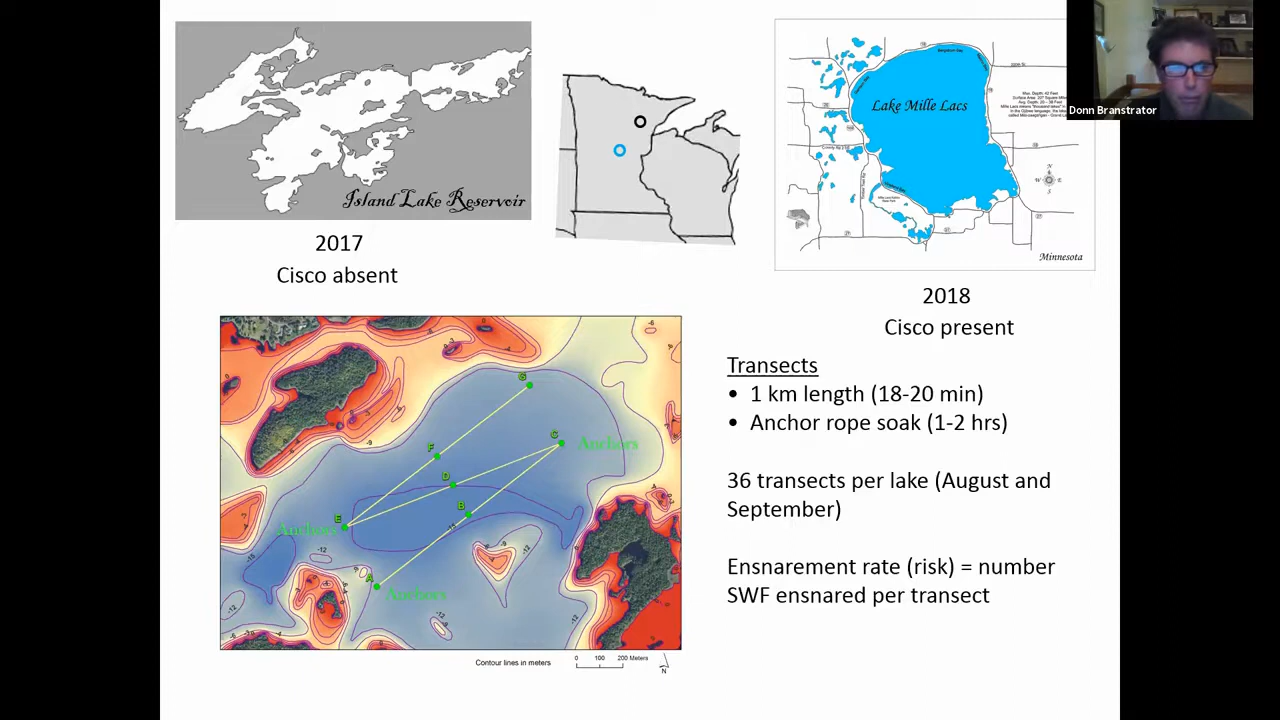 Island Lake Reservoir
2017
Cisco absent
Lake Mille Lacs
Minnesota
Donn Branstrator
2018
Cisco present
Transects
• 1 km length (18-20 min)
• Anchor rope soak (1-2 hrs)
36 transects per lake (August and
September)
Ensnarement rate (risk) = number
SWF ensnared per transect
G
C
Anchors
F
D
B
E
Anchors
A
Anchors
Contour lines in meters
0 100 200 Meters
N